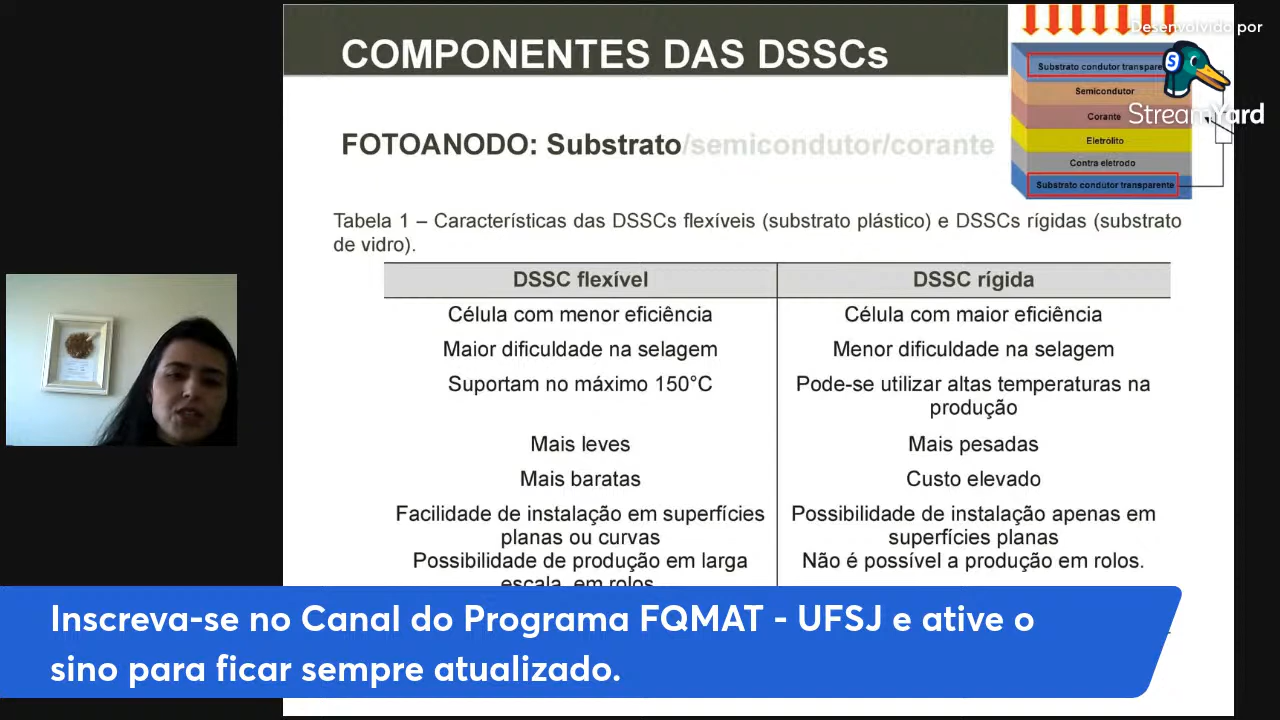 COMPONENTES DAS DSSCs
Desenvolvido por
StreamYard
Substrato condutor transparente
Semicondutor
Corante
Eletrólito
Contra eletrodo
Substrato condutor transparente
FOTOANODO: Substrato/semicondutor/corante
Tabela 1 – Características das DSSCs flexíveis (substrato plástico) e DSSCs rígidas (substrato
de vidro).
DSSC flexível
DSSC rígida
Célula com menor eficiência
Célula com maior eficiência
Maior dificuldade na selagem
Menor dificuldade na selagem
Suportam no máximo 150°C
Pode-se utilizar altas temperaturas na
produção
Mais leves
Mais pesadas
Mais baratas
Custo elevado
Facilidade de instalação em superfícies
planas ou curvas
Possibilidade de instalação apenas em
superfícies planas
Possibilidade de produção em larga
escala, em rolos
Não é possível a produção em rolos.
Inscreva-se no Canal do Programa FQMAT - UFSJ e ative o
sino para ficar sempre atualizado.